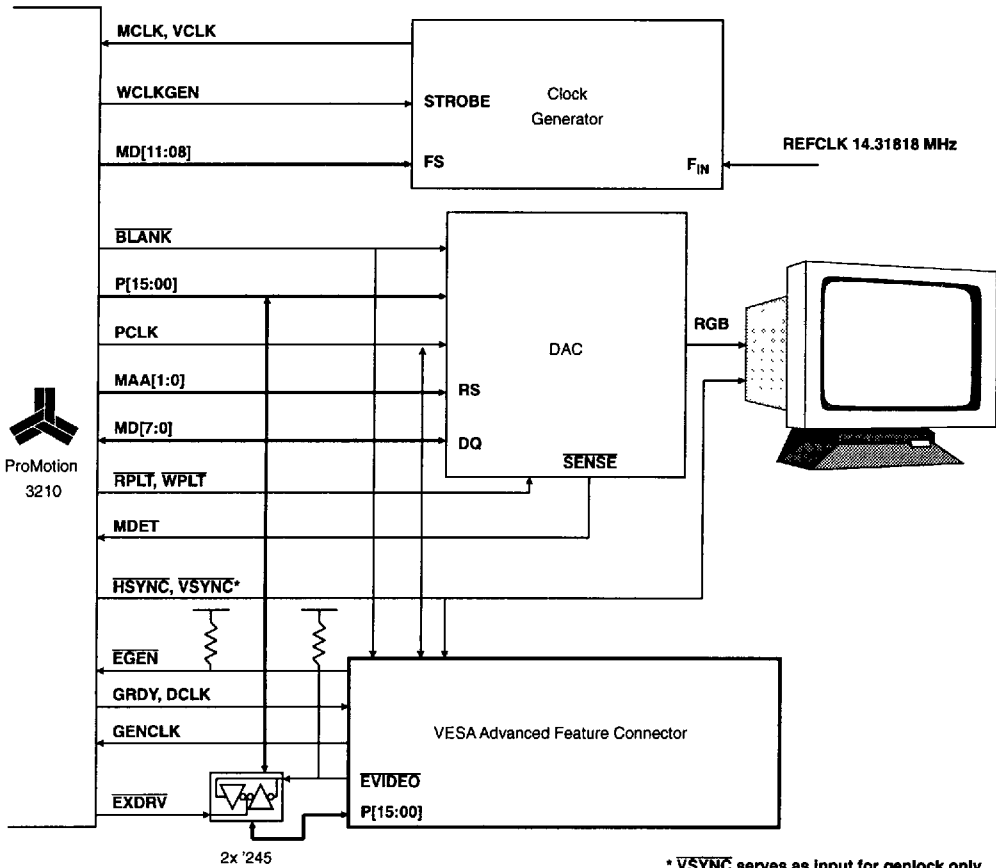 MCLK, VCLK
WCLKGEN
STROBE
Clock
Generator
REFCLK 14.31818 MHz
MD[11:08]
FS
FIN
BLANK
P[15:00]
RGB
PCLK
DAC
MAA[1:0]
RS
MD[7:0]
DQ
SENSE
ProMotion
3210
RPLT, WPLT
MDET
HSYNC, VSYNC*
EGEN
GRDY, DCLK
VESA Advanced Feature Connector
GENCLK
EVIDEO
EXDRV
P[15:00]
2x '245
* VSYNC serves as input for genlock only